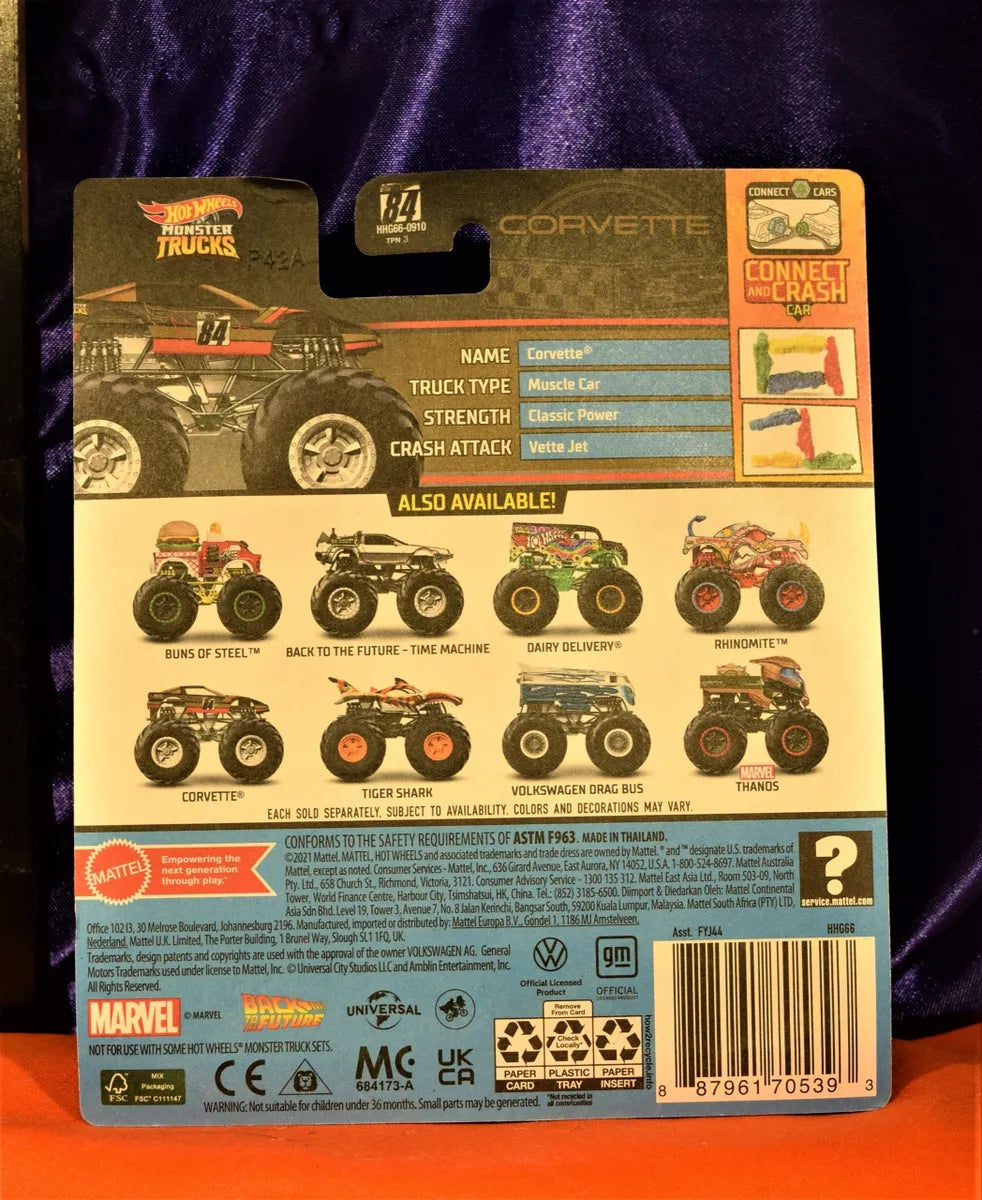 HOT WHEELS
MONSTER
TRUCKS
P42A
84
HHG66-0910
TPN 3
CORVETTE
CONNECT CARS
CONNECT
AND CRASH
CAR
84
NAME Corvette®
TRUCK TYPE Muscle Car
STRENGTH Classic Power
CRASH ATTACK Vette Jet
ALSO AVAILABLE!
BUNS OF STEEL™
BACK TO THE FUTURE - TIME MACHINE
DAIRY DELIVERY®
RHINOMITE™
CORVETTE®
TIGER SHARK
VOLKSWAGEN DRAG BUS
MARVEL
THANOS
EACH SOLD SEPARATELY, SUBJECT TO AVAILABILITY. COLORS AND DECORATIONS MAY VARY.
MATTEL
Empowering the
next generation
through play.™
CONFORMS TO THE SAFETY REQUIREMENTS OF ASTM F963. MADE IN THAILAND.
©2021 Mattel. MATTEL, HOT WHEELS and associated trademarks and trade dress are owned by Mattel. ® and ™ designate U.S. trademarks of
Mattel, except as noted. Consumer Services - Mattel, Inc., 636 Girard Avenue, East Aurora, NY 14052, U.S.A. 1-800-524-8697. Mattel Australia
Pty. Ltd., 658 Church St., Richmond, Victoria, 3121. Consumer Advisory Service - 1300 135 312. Mattel East Asia Ltd., Room 503-09, North
Tower, World Finance Centre, Harbour City, Tsimshatsui, HK, China. Tel.: (852) 3185-6500. Diimport & Diedarkan Oleh: Mattel Continental
Asia Sdn Bhd. Level 19, Tower 3, Avenue 7, No. 8 Jalan Kerinchi, Bangsar South, 59200 Kuala Lumpur, Malaysia. Mattel South Africa (PTY) LTD,
Office 102 I3, 30 Melrose Boulevard, Johannesburg 2196. Manufactured, imported or distributed by: Mattel Europa B.V., Gondel 1, 1186 MJ Amstelveen,
Nederland, Mattel U.K. Limited, The Porter Building, 1 Brunel Way, Slough SL1 1FQ, UK.
Trademarks, design patents and copyrights are used with the approval of the owner VOLKSWAGEN AG. General
Motors Trademarks used under license to Mattel, Inc. © Universal City Studios LLC and Amblin Entertainment, Inc.
All Rights Reserved.
?
service.mattel.com
Official Licensed
Product
gm
OFFICIAL
LICENSED PRODUCT
Asst. FYJ44 HHG66
MARVEL © MARVEL
BACK TO THE FUTURE
UNIVERSAL
NOT FOR USE WITH SOME HOT WHEELS® MONSTER TRUCK SETS.
FSC
MIX
Packaging
FSC® C111147
CE
MC
684173-A
UK
CA
Remove
From Card
Check
Locally*
PAPER
CARD
PLASTIC
TRAY
PAPER
INSERT
*Not recycled in
all communities
how2recycle.info
WARNING: Not suitable for children under 36 months. Small parts may be generated.
8 87961 70539 3